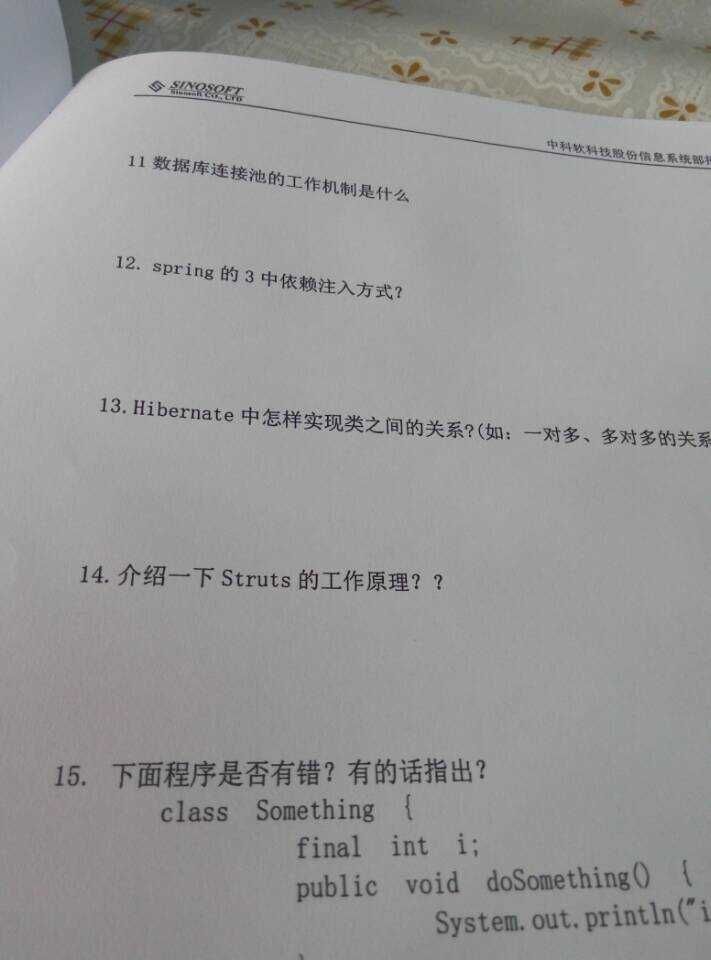 SINOSOFT
Sinosoft Co., LTD
中科软科技股份信息系统部
11 数据库连接池的工作机制是什么
12. spring 的 3 中依赖注入方式?
13. Hibernate 中怎样实现类之间的关系?(如: 一对多、多对多的关系
14. 介绍一下 Struts 的工作原理? ?
15. 下面程序是否有错? 有的话指出?
class Something {
final int i;
public void doSomething() {
System.out.println("i